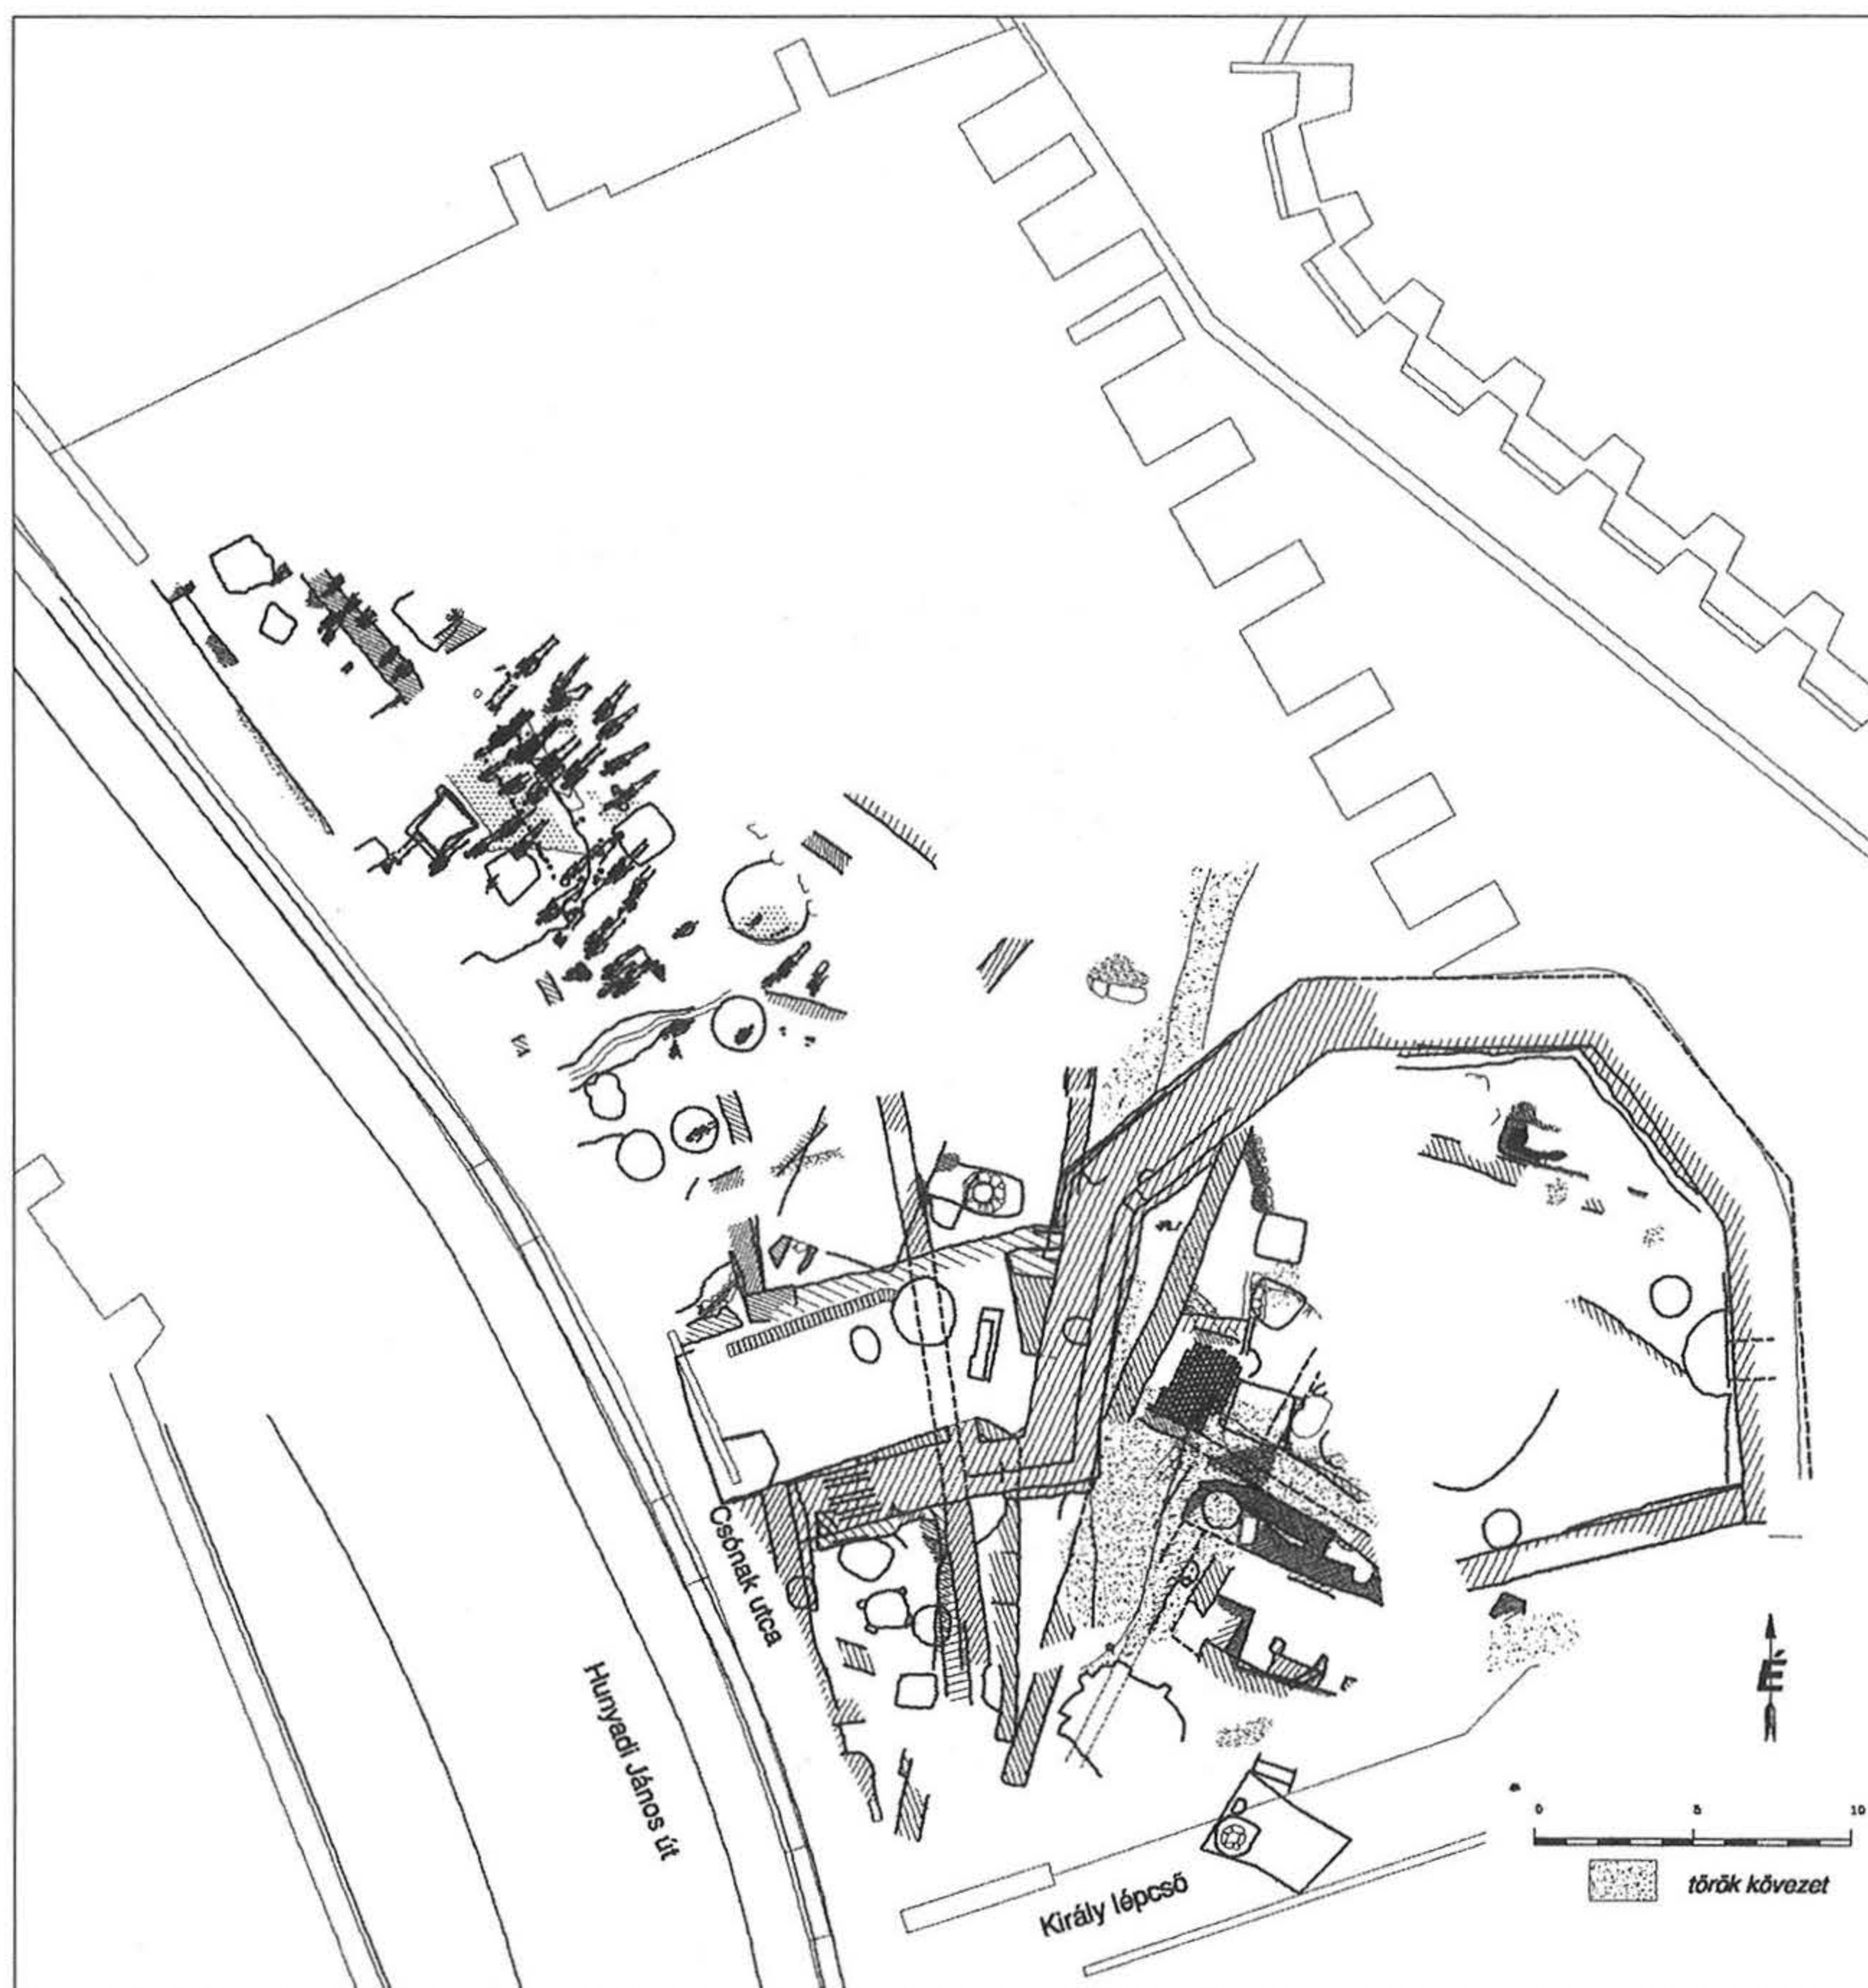 Csónak utca
Hunyadi János út
É
0 5 10
török kövezet
Király lépcső